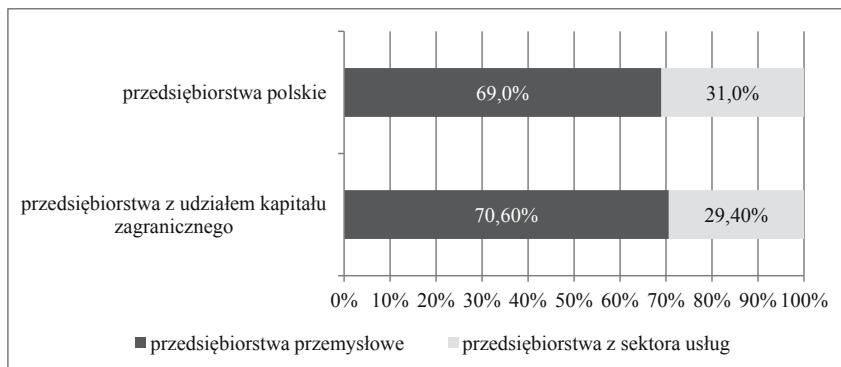 przedsiębiorstwa polskie
69,0% 31,0%
przedsiębiorstwa z udziałem kapitału
zagranicznego
70,60% 29,40%
0% 10% 20% 30% 40% 50% 60% 70% 80% 90% 100%
przedsiębiorstwa przemysłowe przedsiębiorstwa z sektora usług